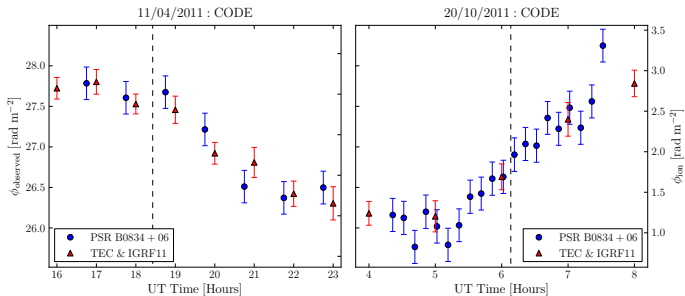 11/04/2011 : CODE
20/10/2011 : CODE
28.0
27.5
27.0
26.5
26.0
ϕobserved [rad m⁻²]
3.5
3.0
2.5
2.0
1.5
1.0
ϕIon [rad m⁻²]
PSR B0834 + 06
TEC & IGRF11
PSR B0834 + 06
TEC & IGRF11
16 17 18 19 20 21 22 23
4 5 6 7 8
UT Time [Hours]
UT Time [Hours]